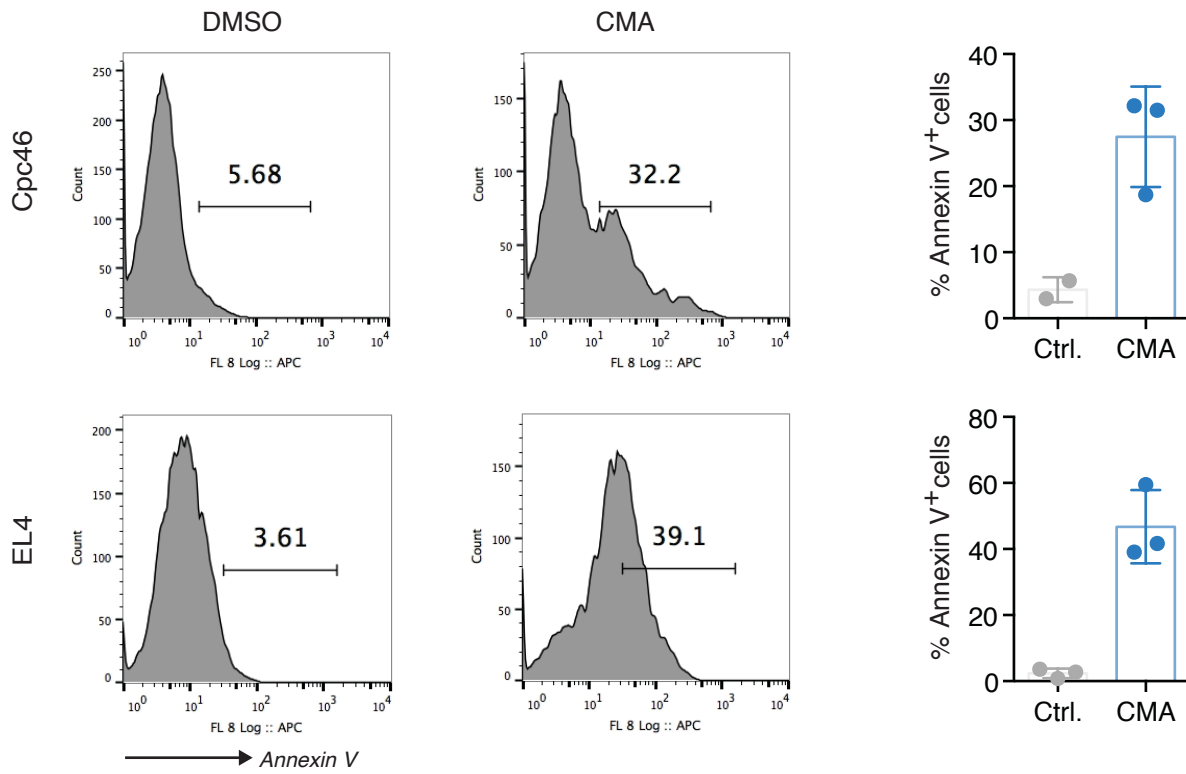 DMSO
CMA
Cpc46
250
200
150
100
50
0
Count
5.68
10^0 10^1 10^2 10^3 10^4
FL 8 Log :: APC
150
100
50
0
Count
32.2
10^0 10^1 10^2 10^3 10^4
FL 8 Log :: APC
% Annexin V+ cells
40
30
20
10
0
Ctrl. CMA
EL4
200
150
100
50
0
Count
3.61
10^0 10^1 10^2 10^3 10^4
FL 8 Log :: APC
150
100
50
0
Count
39.1
10^0 10^1 10^2 10^3 10^4
FL 8 Log :: APC
% Annexin V+ cells
80
60
40
20
0
Ctrl. CMA
Annexin V